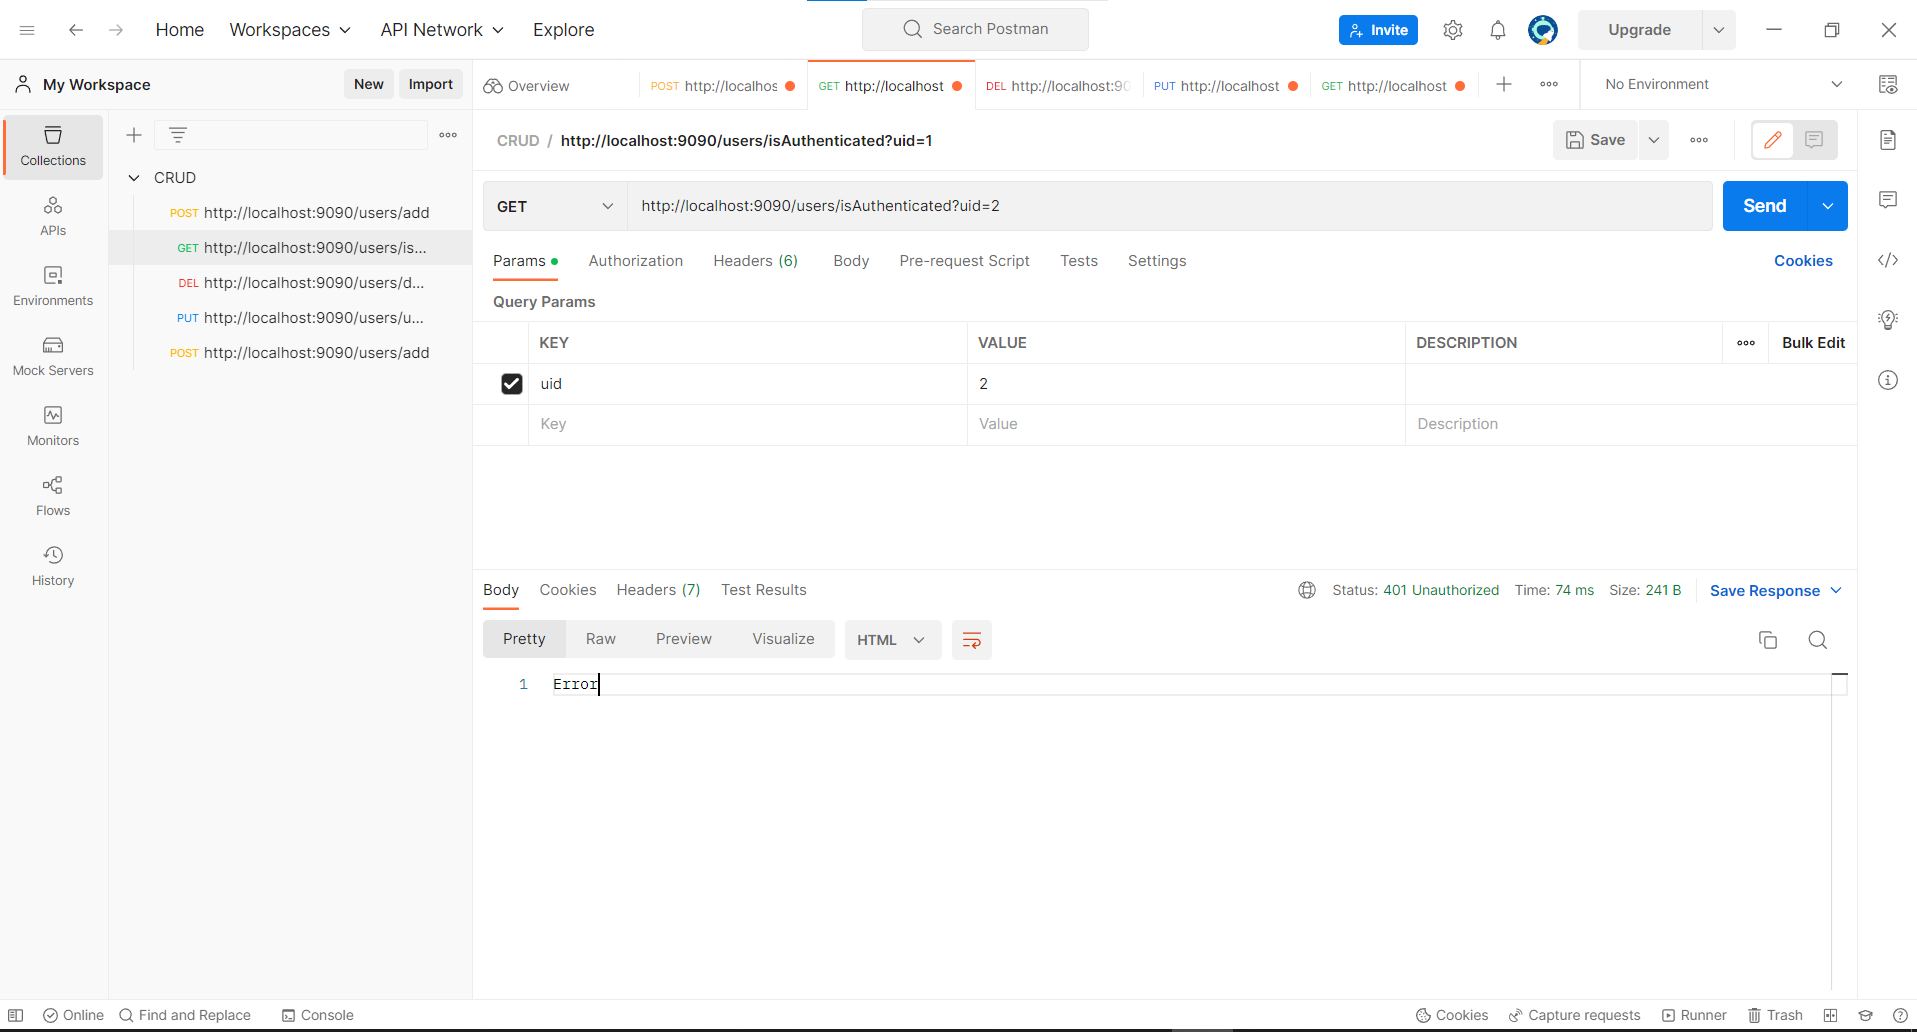 Home Workspaces API Network Explore Search Postman Invite Upgrade
My Workspace New Import Overview POST http://localhos GET http://localhost DEL http://localhost:90 PUT http://localhost GET http://localhost No Environment
Collections
APIs
Environments
Mock Servers
Monitors
Flows
History
CRUD
POST http://localhost:9090/users/add
GET http://localhost:9090/users/is...
DEL http://localhost:9090/users/d...
PUT http://localhost:9090/users/u...
POST http://localhost:9090/users/add
CRUD / http://localhost:9090/users/isAuthenticated?uid=1 Save
GET http://localhost:9090/users/isAuthenticated?uid=2 Send
Params Authorization Headers (6) Body Pre-request Script Tests Settings Cookies
Query Params
KEY VALUE DESCRIPTION Bulk Edit
uid 2
Key Value Description
Body Cookies Headers (7) Test Results Status: 401 Unauthorized Time: 74 ms Size: 241 B Save Response
Pretty Raw Preview Visualize HTML
1 Error
Online Find and Replace Console Cookies Capture requests Runner Trash